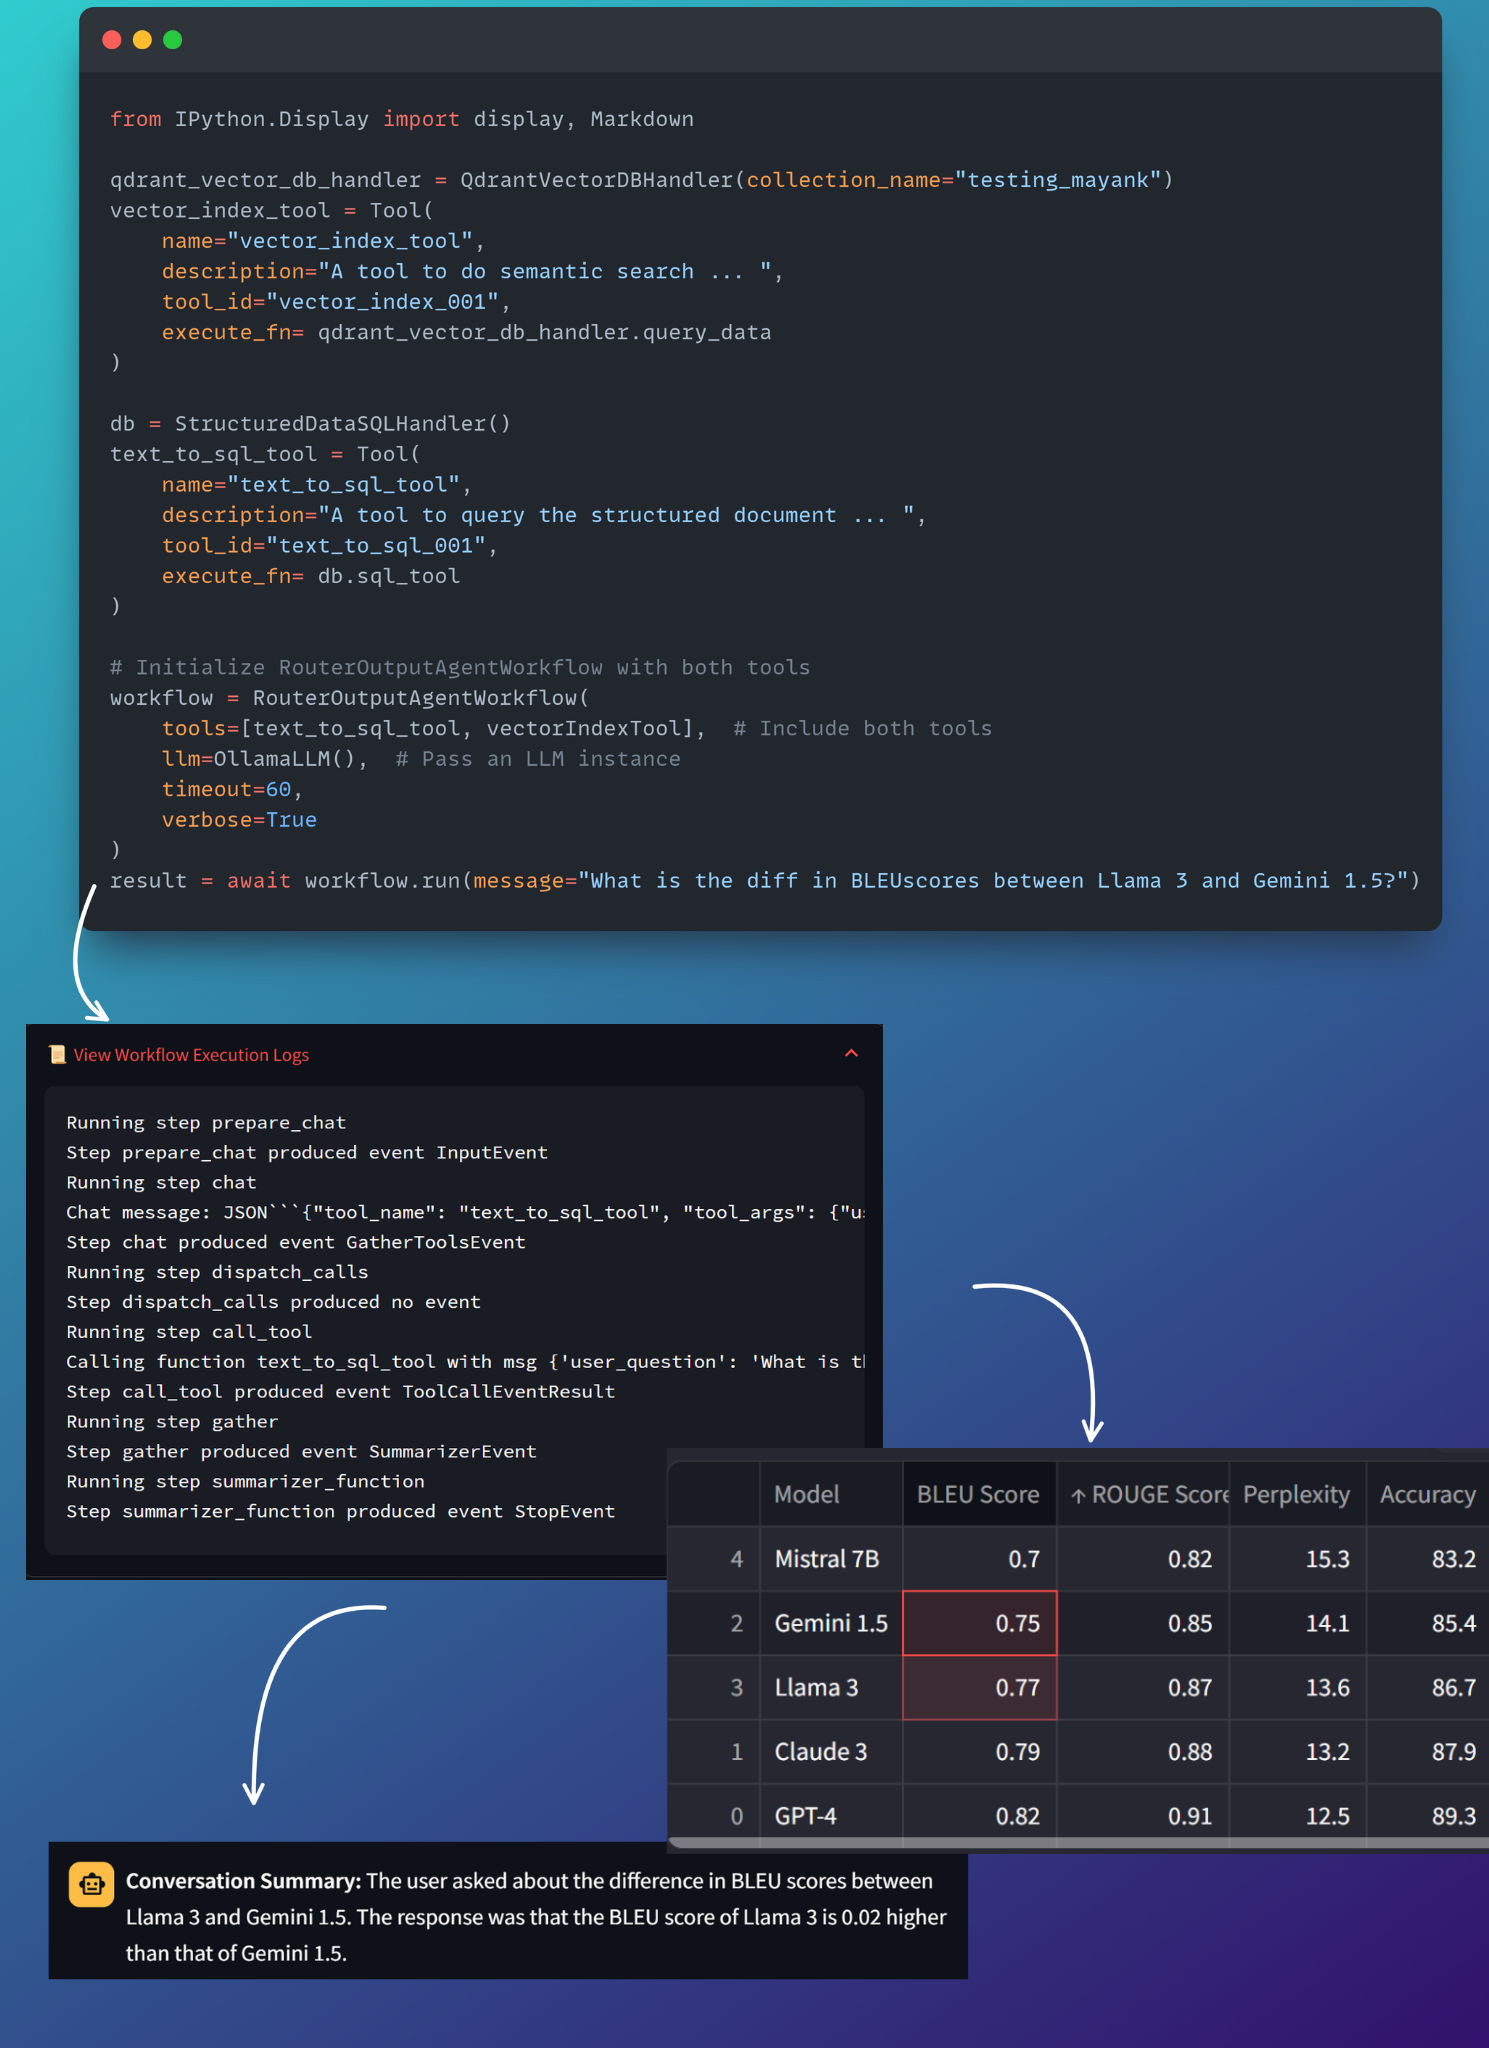 from IPython.Display import display, Markdown
qdrant_vector_db_handler = QdrantVectorDBHandler(collection_name="testing_mayank")
vector_index_tool = Tool(
    name="vector_index_tool",
    description="A tool to do semantic search ... ",
    tool_id="vector_index_001",
    execute_fn= qdrant_vector_db_handler.query_data
)
db = StructuredDataSQLHandler()
text_to_sql_tool = Tool(
    name="text_to_sql_tool",
    description="A tool to query the structured document ... ",
    tool_id="text_to_sql_001",
    execute_fn= db.sql_tool
)
# Initialize RouterOutputAgentWorkflow with both tools
workflow = RouterOutputAgentWorkflow(
    tools=[text_to_sql_tool, vectorIndexTool],  # Include both tools
    llm=OllamaLLM(),  # Pass an LLM instance
    timeout=60,
    verbose=True
)
result = await workflow.run(message="What is the diff in BLEUscores between Llama 3 and Gemini 1.5?")
View Workflow Execution Logs
Running step prepare_chat
Step prepare_chat produced event InputEvent
Running step chat
Chat message: JSON```{"tool_name": "text_to_sql_tool", "tool_args": {"u
Step chat produced event GatherToolsEvent
Running step dispatch_calls
Step dispatch_calls produced no event
Running step call_tool
Calling function text_to_sql_tool with msg {'user_question': 'What is t
Step call_tool produced event ToolCallEventResult
Running step gather
Step gather produced event SummarizerEvent
Running step summarizer_function
Step summarizer_function produced event StopEvent
Model BLEU Score ↑ ROUGE Score Perplexity Accuracy
4 Mistral 7B 0.7 0.82 15.3 83.2
2 Gemini 1.5 0.75 0.85 14.1 85.4
3 Llama 3 0.77 0.87 13.6 86.7
1 Claude 3 0.79 0.88 13.2 87.9
0 GPT-4 0.82 0.91 12.5 89.3
Conversation Summary: The user asked about the difference in BLEU scores between
Llama 3 and Gemini 1.5. The response was that the BLEU score of Llama 3 is 0.02 higher
than that of Gemini 1.5.